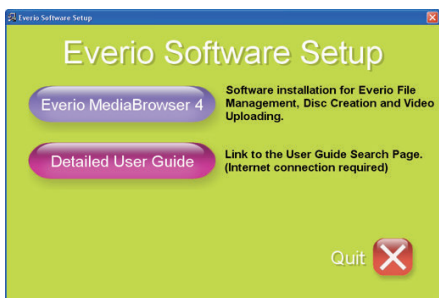 Everio Software Setup
Everio Software Setup
Everio MediaBrowser 4
Software installation for Everio File
Management, Disc Creation and Video
Uploading.
Detailed User Guide
Link to the User Guide Search Page.
(Internet connection required)
Quit